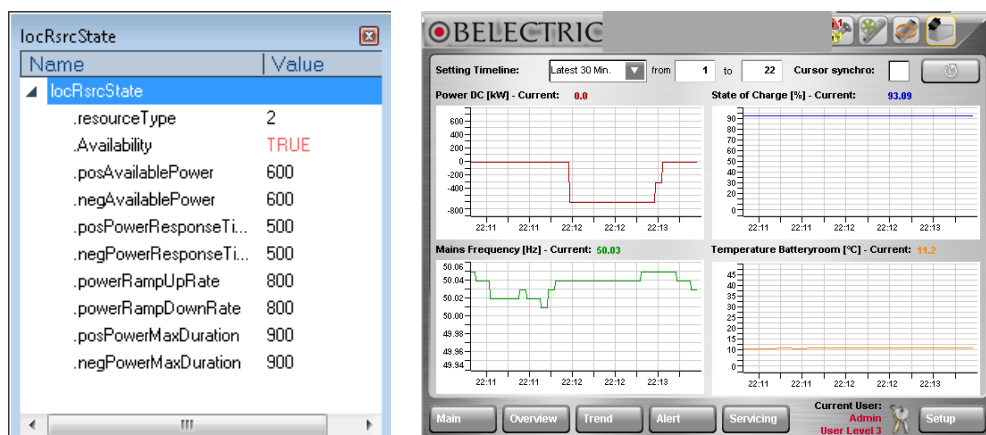 locRsrcState
Name Value
locRsrcState
.resourceType 2
.Availability TRUE
.posAvailablePower 600
.negAvailablePower 600
.posPowerResponseTi... 500
.negPowerResponseTi... 500
.powerRampUpRate 800
.powerRampDownRate 800
.posPowerMaxDuration 900
.negPowerMaxDuration 900
BELECTRIC
Setting Timeline: Latest 30 Min. from 1 to 22 Cursor synchro:
Power DC [kW] - Current: 0.0
600
400
200
0
-200
-400
-800
22:11 22:11 22:12 22:12 22:13
State of Charge [%] - Current: 93.09
90
80
70
60
50
40
30
20
0
22:11 22:11 22:12 22:12 22:13
Mains Frequency [Hz] - Current: 50.03
50.06
50.04
50.02
50.00
49.98
49.96
49.94
22:11 22:11 22:12 22:12 22:13
Temperature Batteryroom [°C] - Current: 11.2
45
40
35
30
25
20
15
10
0
22:11 22:11 22:12 22:12 22:13
Main Overview Trend Alert Servicing
Current User:
Admin
User Level 3
Setup